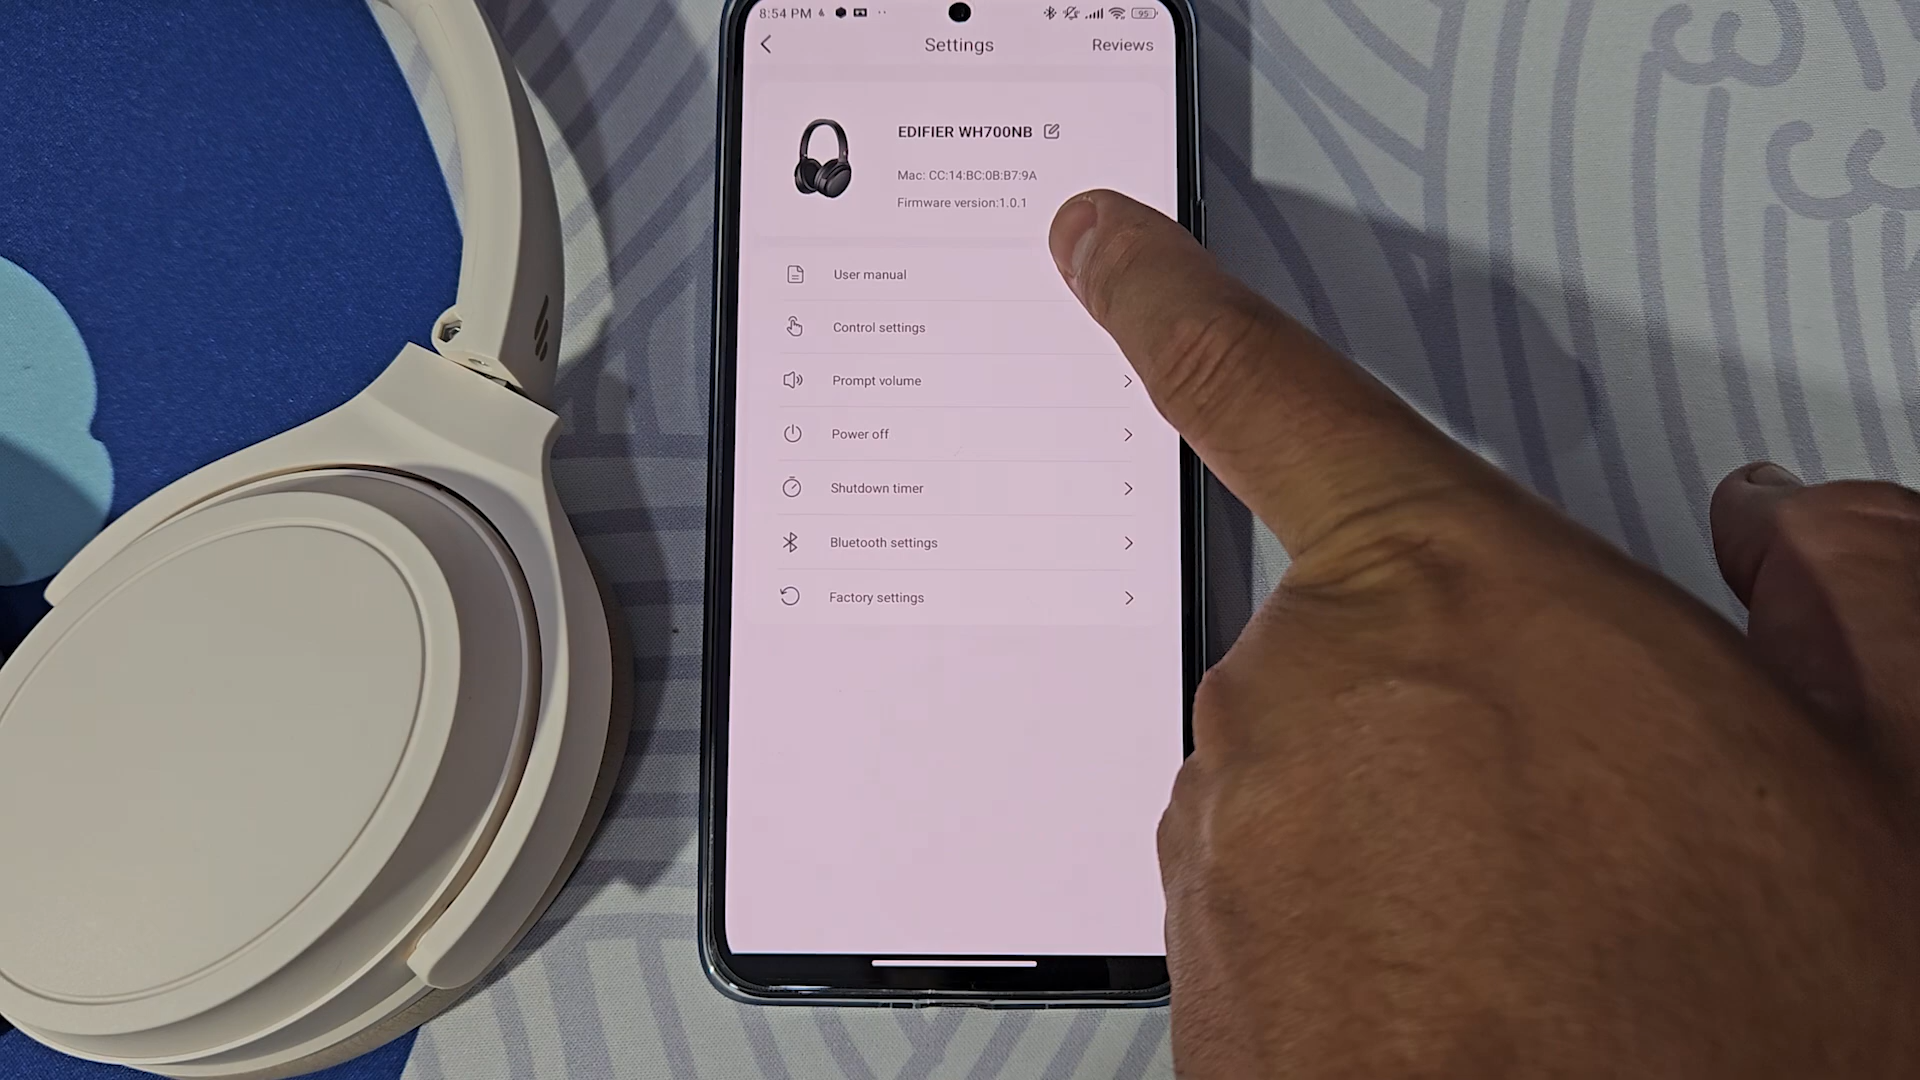 8:54 PM
95
Settings
Reviews
EDIFIER WH700NB
Mac: CC:14:BC:0B:B7:9A
Firmware version:1.0.1
User manual
Control settings
Prompt volume
Power off
Shutdown timer
Bluetooth settings
Factory settings